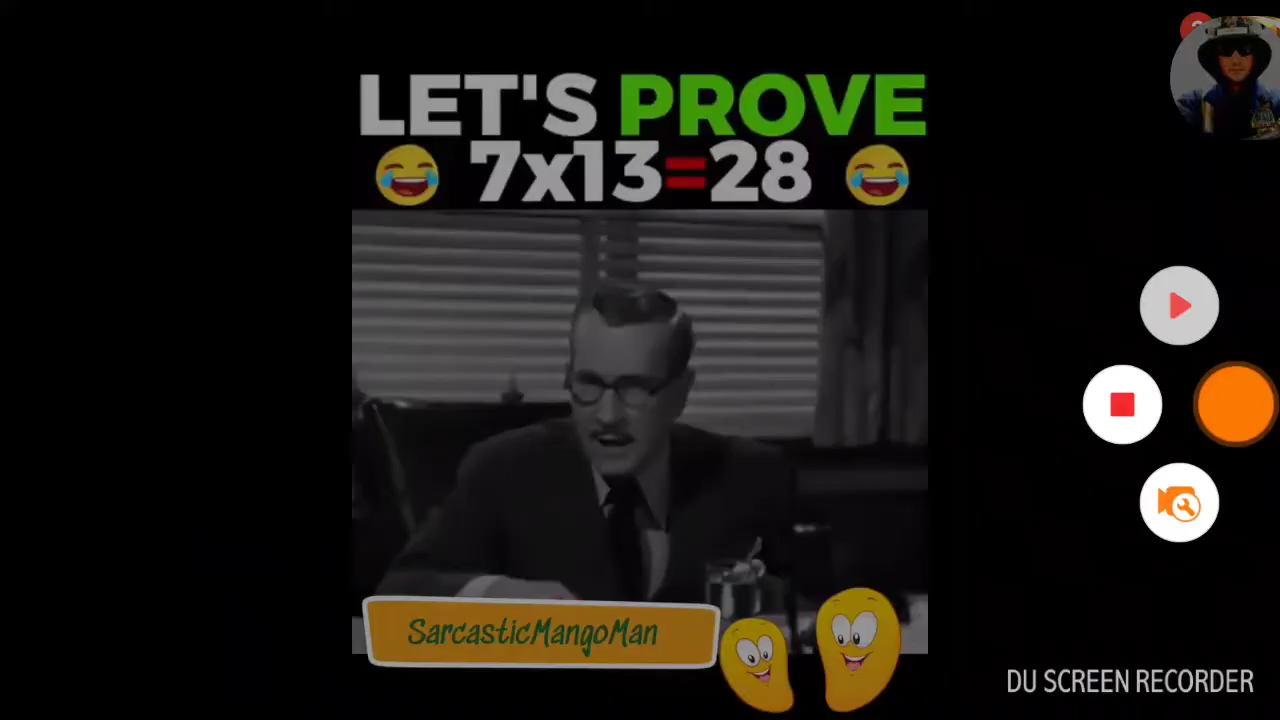 LET'S PROVE
7x13=28
SarcasticMangoMan
DU SCREEN RECORDER